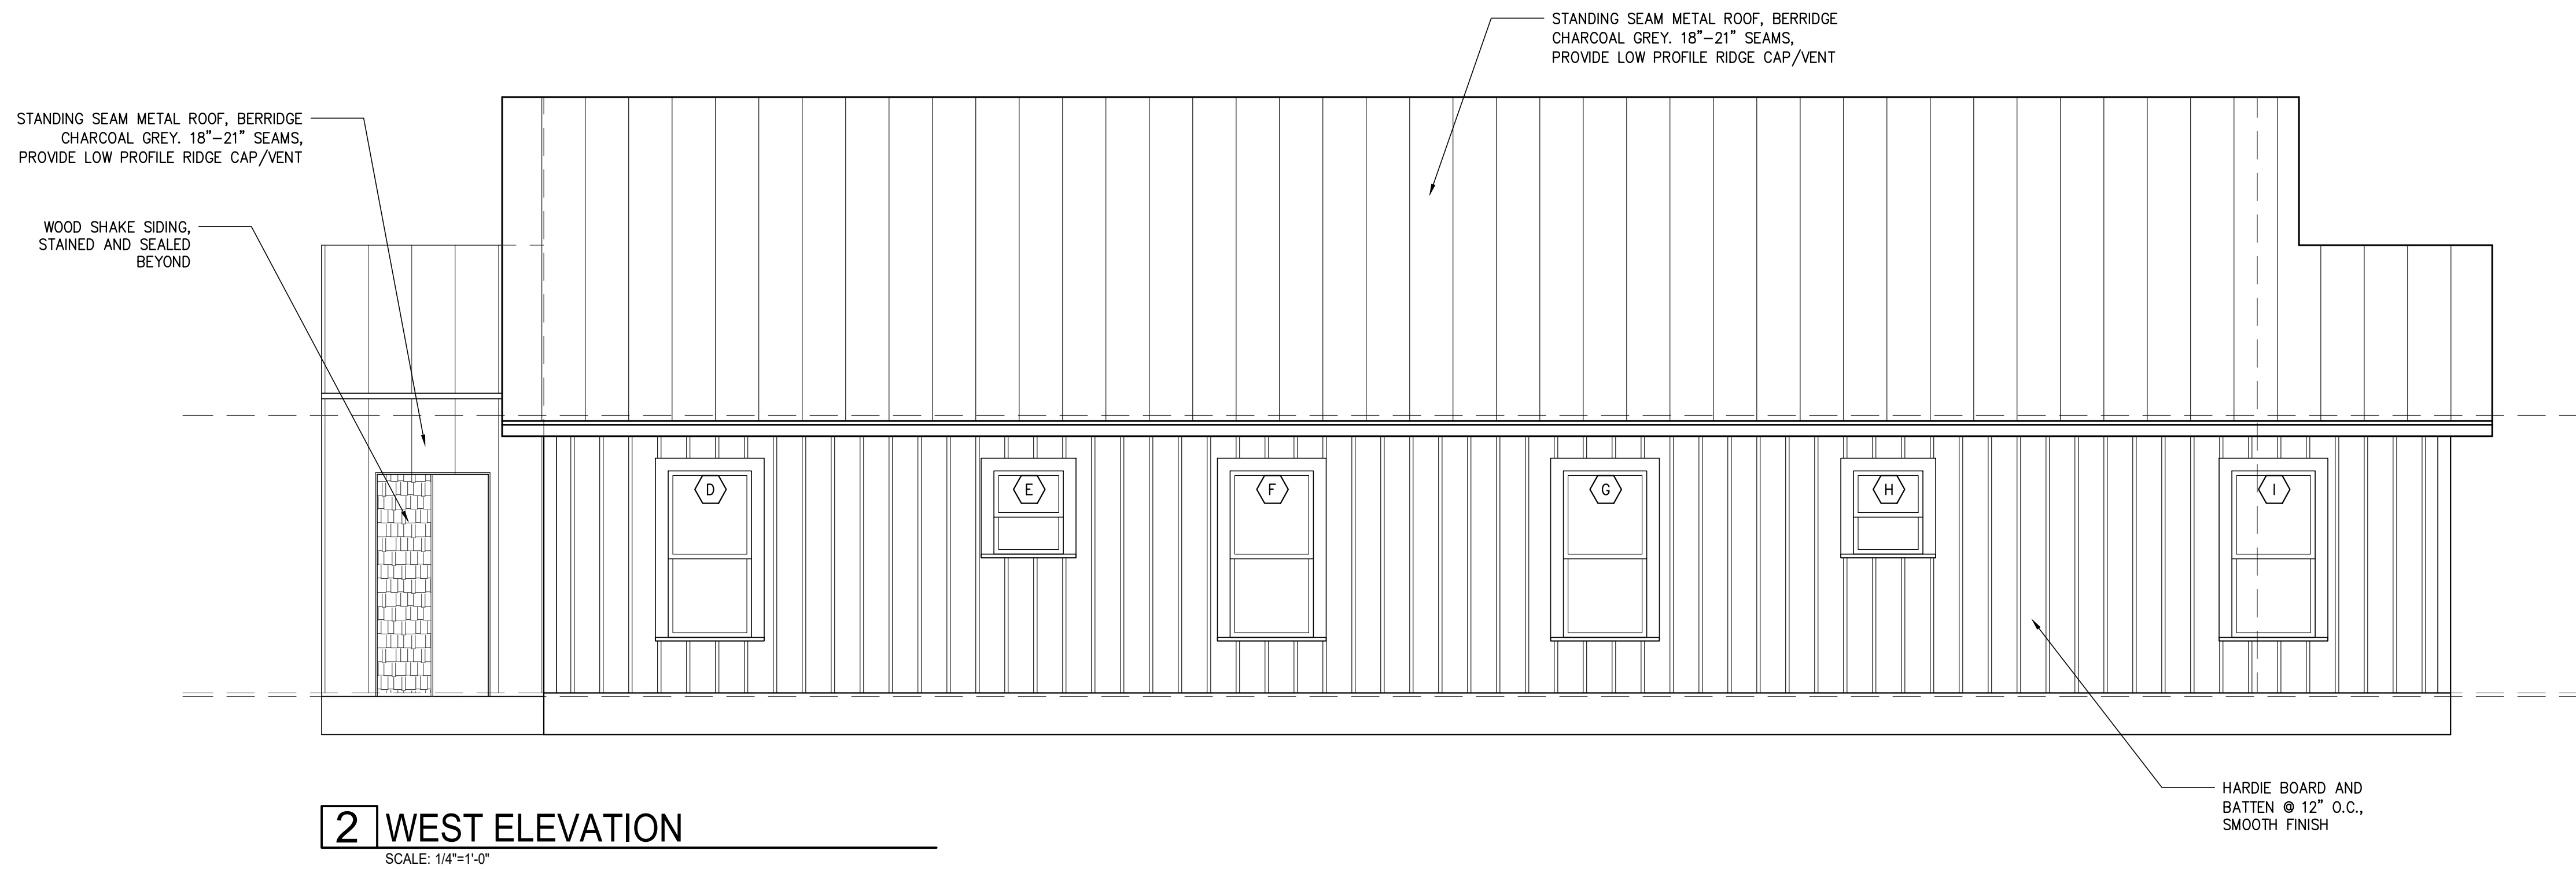 STANDING SEAM METAL ROOF, BERRIDGE
CHARCOAL GREY. 18"-21" SEAMS,
PROVIDE LOW PROFILE RIDGE CAP/VENT
STANDING SEAM METAL ROOF, BERRIDGE
CHARCOAL GREY. 18"-21" SEAMS,
PROVIDE LOW PROFILE RIDGE CAP/VENT
WOOD SHAKE SIDING,
STAINED AND SEALED
BEYOND
D
E
F
G
H
I
HARDIE BOARD AND
BATTEN @ 12" O.C.,
SMOOTH FINISH
2 WEST ELEVATION
SCALE: 1/4"=1'-0"